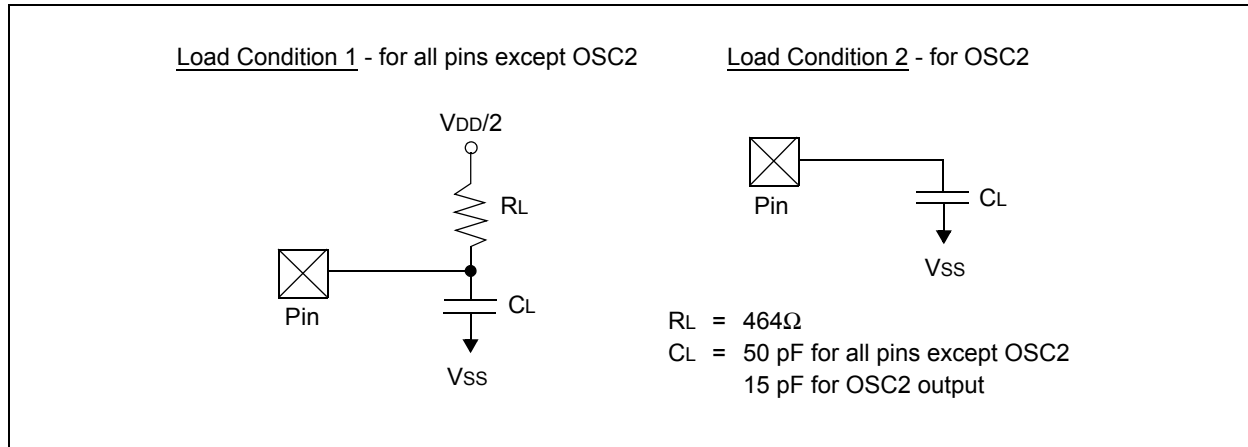 Load Condition 1 - for all pins except OSC2
VDD/2
RL
Pin
CL
VSS
Load Condition 2 - for OSC2
Pin
CL
VSS
RL = 464Ω
CL = 50 pF for all pins except OSC2
15 pF for OSC2 output